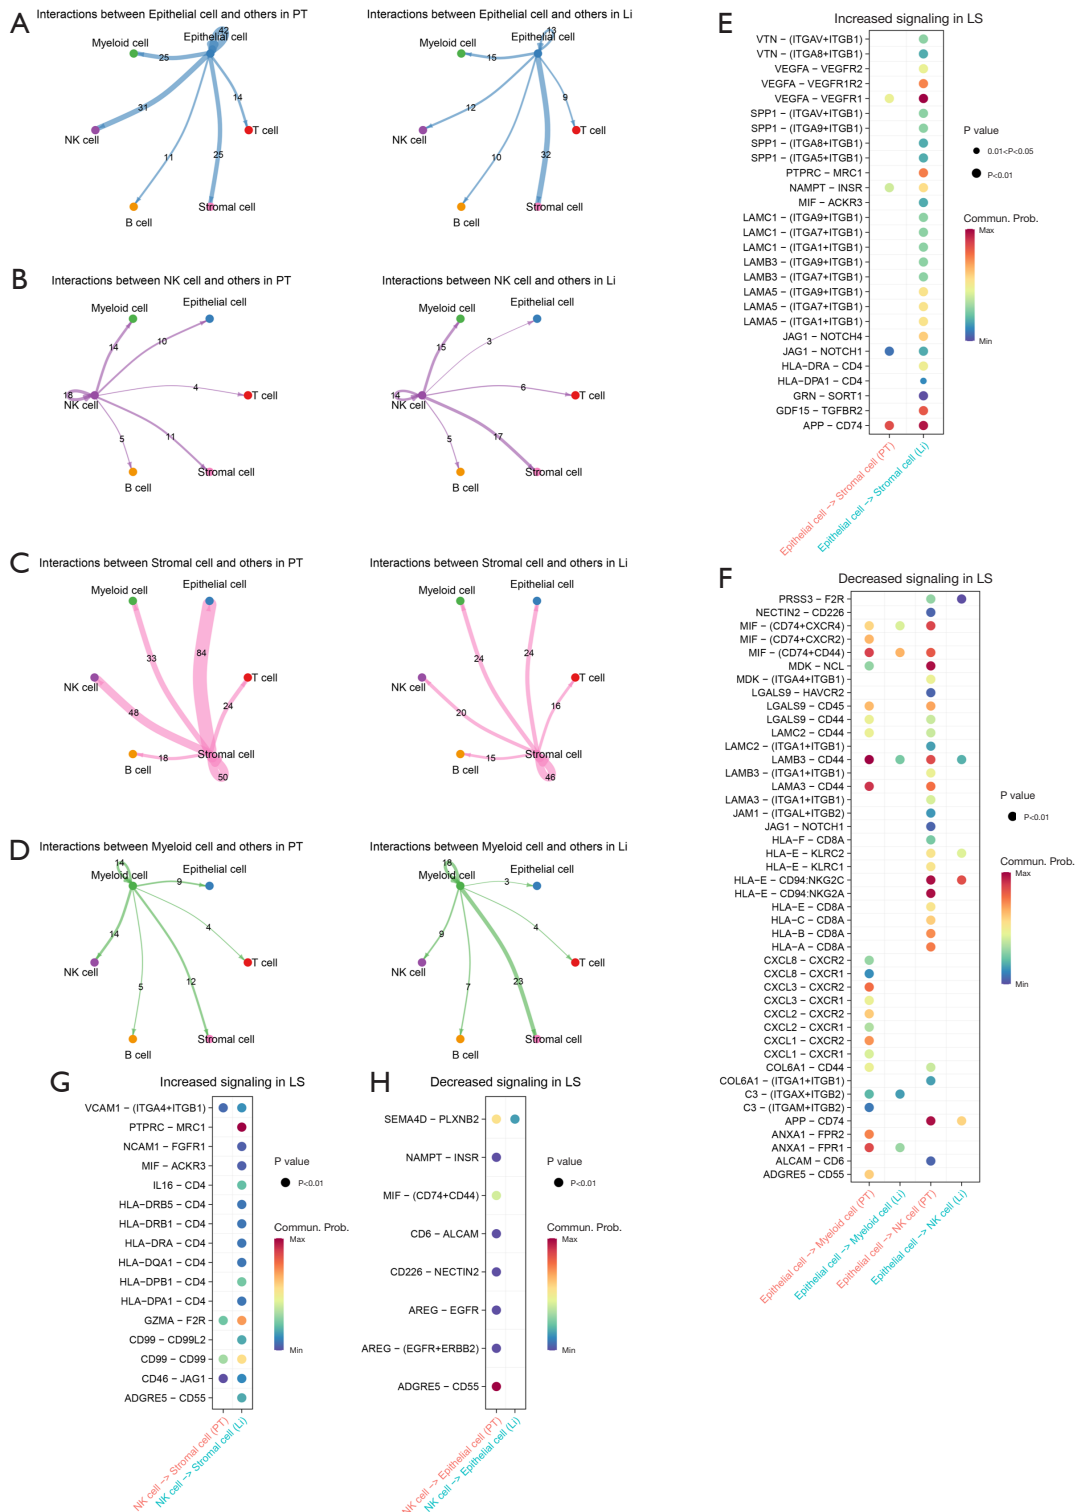 A
Interactions between Epithelial cell and others in PT
Myeloid cell
Epithelial cell
42
25
14
31
NK cell
T cell
11
25
B cell
Stromal cell
Interactions between Epithelial cell and others in Li
Myeloid cell
Epithelial cell
13
15
9
12
NK cell
T cell
10
32
B cell
Stromal cell
B
Interactions between NK cell and others in PT
Myeloid cell
Epithelial cell
14
10
4
18
NK cell
T cell
5
11
B cell
Stromal cell
Interactions between NK cell and others in Li
Myeloid cell
Epithelial cell
15
3
6
14
NK cell
T cell
5
17
B cell
Stromal cell
C
Interactions between Stromal cell and others in PT
Myeloid cell
Epithelial cell
33
84
NK cell
T cell
48
24
18
Stromal cell
B cell
50
Interactions between Stromal cell and others in Li
Myeloid cell
Epithelial cell
24
24
NK cell
T cell
20
16
15
Stromal cell
B cell
46
D
Interactions between Myeloid cell and others in PT
14
Myeloid cell
Epithelial cell
9
14
4
NK cell
T cell
5
12
B cell
Stromal cell
Interactions between Myeloid cell and others in Li
18
Myeloid cell
Epithelial cell
3
9
4
NK cell
T cell
7
23
B cell
Stromal cell
E
Increased signaling in LS
VTN − (ITGAV+ITGB1)
VTN − (ITGA8+ITGB1)
VEGFA − VEGFR2
VEGFA − VEGFR1R2
VEGFA − VEGFR1
SPP1 − (ITGAV+ITGB1)
SPP1 − (ITGA9+ITGB1)
SPP1 − (ITGA8+ITGB1)
SPP1 − (ITGA5+ITGB1)
PTPRC − MRC1
NAMPT − INSR
MIF − ACKR3
LAMC1 − (ITGA9+ITGB1)
LAMC1 − (ITGA7+ITGB1)
LAMC1 − (ITGA1+ITGB1)
LAMB3 − (ITGA9+ITGB1)
LAMB3 − (ITGA7+ITGB1)
LAMA5 − (ITGA9+ITGB1)
LAMA5 − (ITGA7+ITGB1)
LAMA5 − (ITGA1+ITGB1)
JAG1 − NOTCH4
JAG1 − NOTCH1
HLA−DRA − CD4
HLA−DPA1 − CD4
GRN − SORT1
GDF15 − TGFBR2
APP − CD74
Epithelial cell −> Stromal cell (PT)
Epithelial cell −> Stromal cell (Li)
P value
0.01<P<0.05
P<0.01
Commun. Prob.
Max
Min
F
Decreased signaling in LS
PRSS3 − F2R
NECTIN2 − CD226
MIF − (CD74+CXCR4)
MIF − (CD74+CXCR2)
MIF − (CD74+CD44)
MDK − NCL
MDK − (ITGA4+ITGB1)
LGALS9 − HAVCR2
LGALS9 − CD45
LGALS9 − CD44
LAMC2 − CD44
LAMC2 − (ITGA1+ITGB1)
LAMB3 − CD44
LAMB3 − (ITGA1+ITGB1)
LAMA3 − CD44
LAMA3 − (ITGA1+ITGB1)
JAM1 − (ITGAL+ITGB2)
JAG1 − NOTCH1
HLA−F − CD8A
HLA−E − KLRC2
HLA−E − KLRC1
HLA−E − CD94:NKG2C
HLA−E − CD94:NKG2A
HLA−E − CD8A
HLA−C − CD8A
HLA−B − CD8A
HLA−A − CD8A
CXCL8 − CXCR2
CXCL8 − CXCR1
CXCL3 − CXCR2
CXCL3 − CXCR1
CXCL2 − CXCR2
CXCL2 − CXCR1
CXCL1 − CXCR2
CXCL1 − CXCR1
COL6A1 − CD44
COL6A1 − (ITGA1+ITGB1)
C3 − (ITGAX+ITGB2)
C3 − (ITGAM+ITGB2)
APP − CD74
ANXA1 − FPR2
ANXA1 − FPR1
ALCAM − CD6
ADGRE5 − CD55
Epithelial cell −> Myeloid cell (PT)
Epithelial cell −> Myeloid cell (Li)
Epithelial cell −> NK cell (PT)
Epithelial cell −> NK cell (Li)
P value
P<0.01
Commun. Prob.
Max
Min
G
Increased signaling in LS
VCAM1 − (ITGA4+ITGB1)
PTPRC − MRC1
NCAM1 − FGFR1
MIF − ACKR3
IL16 − CD4
HLA−DRB5 − CD4
HLA−DRB1 − CD4
HLA−DRA − CD4
HLA−DQA1 − CD4
HLA−DPB1 − CD4
HLA−DPA1 − CD4
GZMA − F2R
CD99 − CD99L2
CD99 − CD99
CD46 − JAG1
ADGRE5 − CD55
NK cell −> Stromal cell (PT)
NK cell −> Stromal cell (Li)
P value
P<0.01
Commun. Prob.
Max
Min
H
Decreased signaling in LS
SEMA4D − PLXNB2
NAMPT − INSR
MIF − (CD74+CD44)
CD6 − ALCAM
CD226 − NECTIN2
AREG − EGFR
AREG − (EGFR+ERBB2)
ADGRE5 − CD55
NK cell −> Epithelial cell (PT)
NK cell −> Epithelial cell (Li)
P value
P<0.01
Commun. Prob.
Max
Min